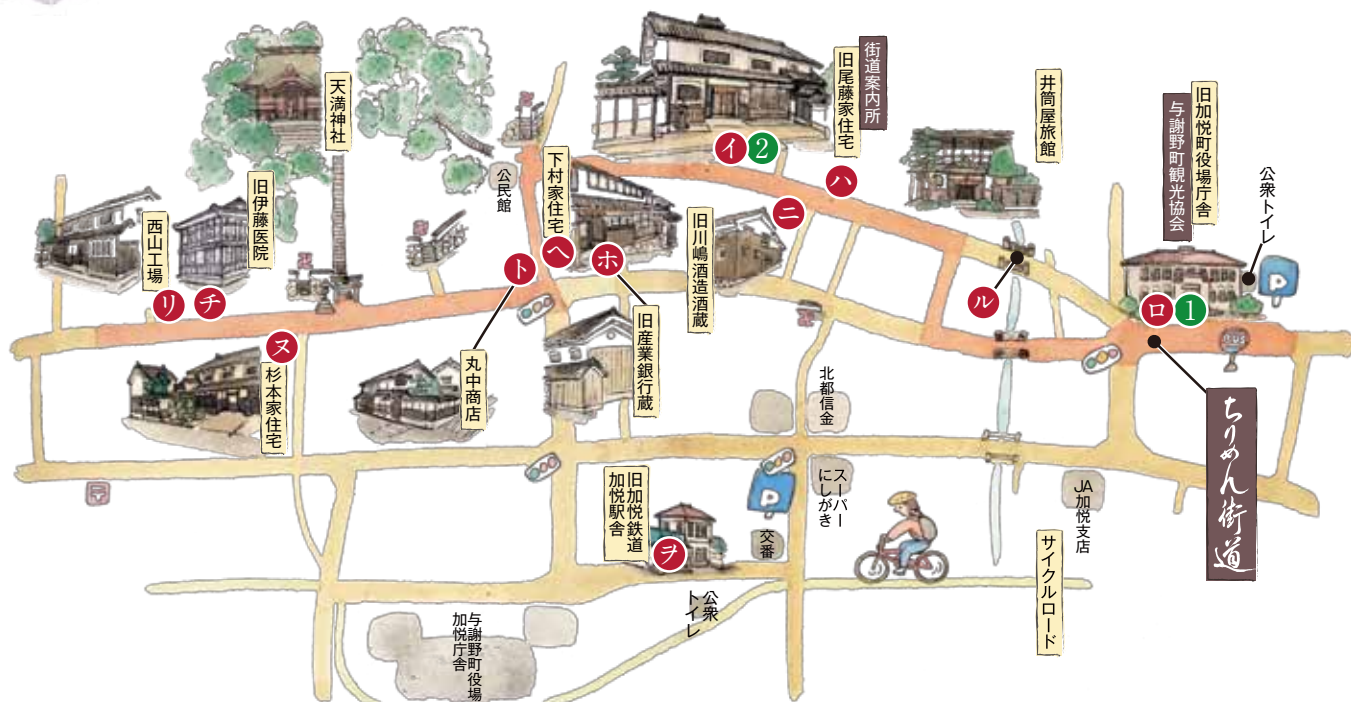 天満神社
西山工場
旧伊藤医院
リ
チ
ヌ
杉本家住宅
公民館
下村家住宅
ヘ
ホ
ト
丸中商店
旧産業銀行蔵
旧川嶋酒造酒蔵
イ
2
旧尾藤家住宅
街道案内所
ハ
ニ
井筒屋旅館
ル
旧加悦町役場庁舎
与謝野町観光協会
公衆トイレ
P
ロ
1
BUS
ちりめん街道
北都信金
スーパー
にしがき
P
交番
旧加悦鉄道
加悦駅舎
ヲ
公衆
トイレ
与謝野町役場
加悦庁舎
サイクルロード
JA加悦支店
〒